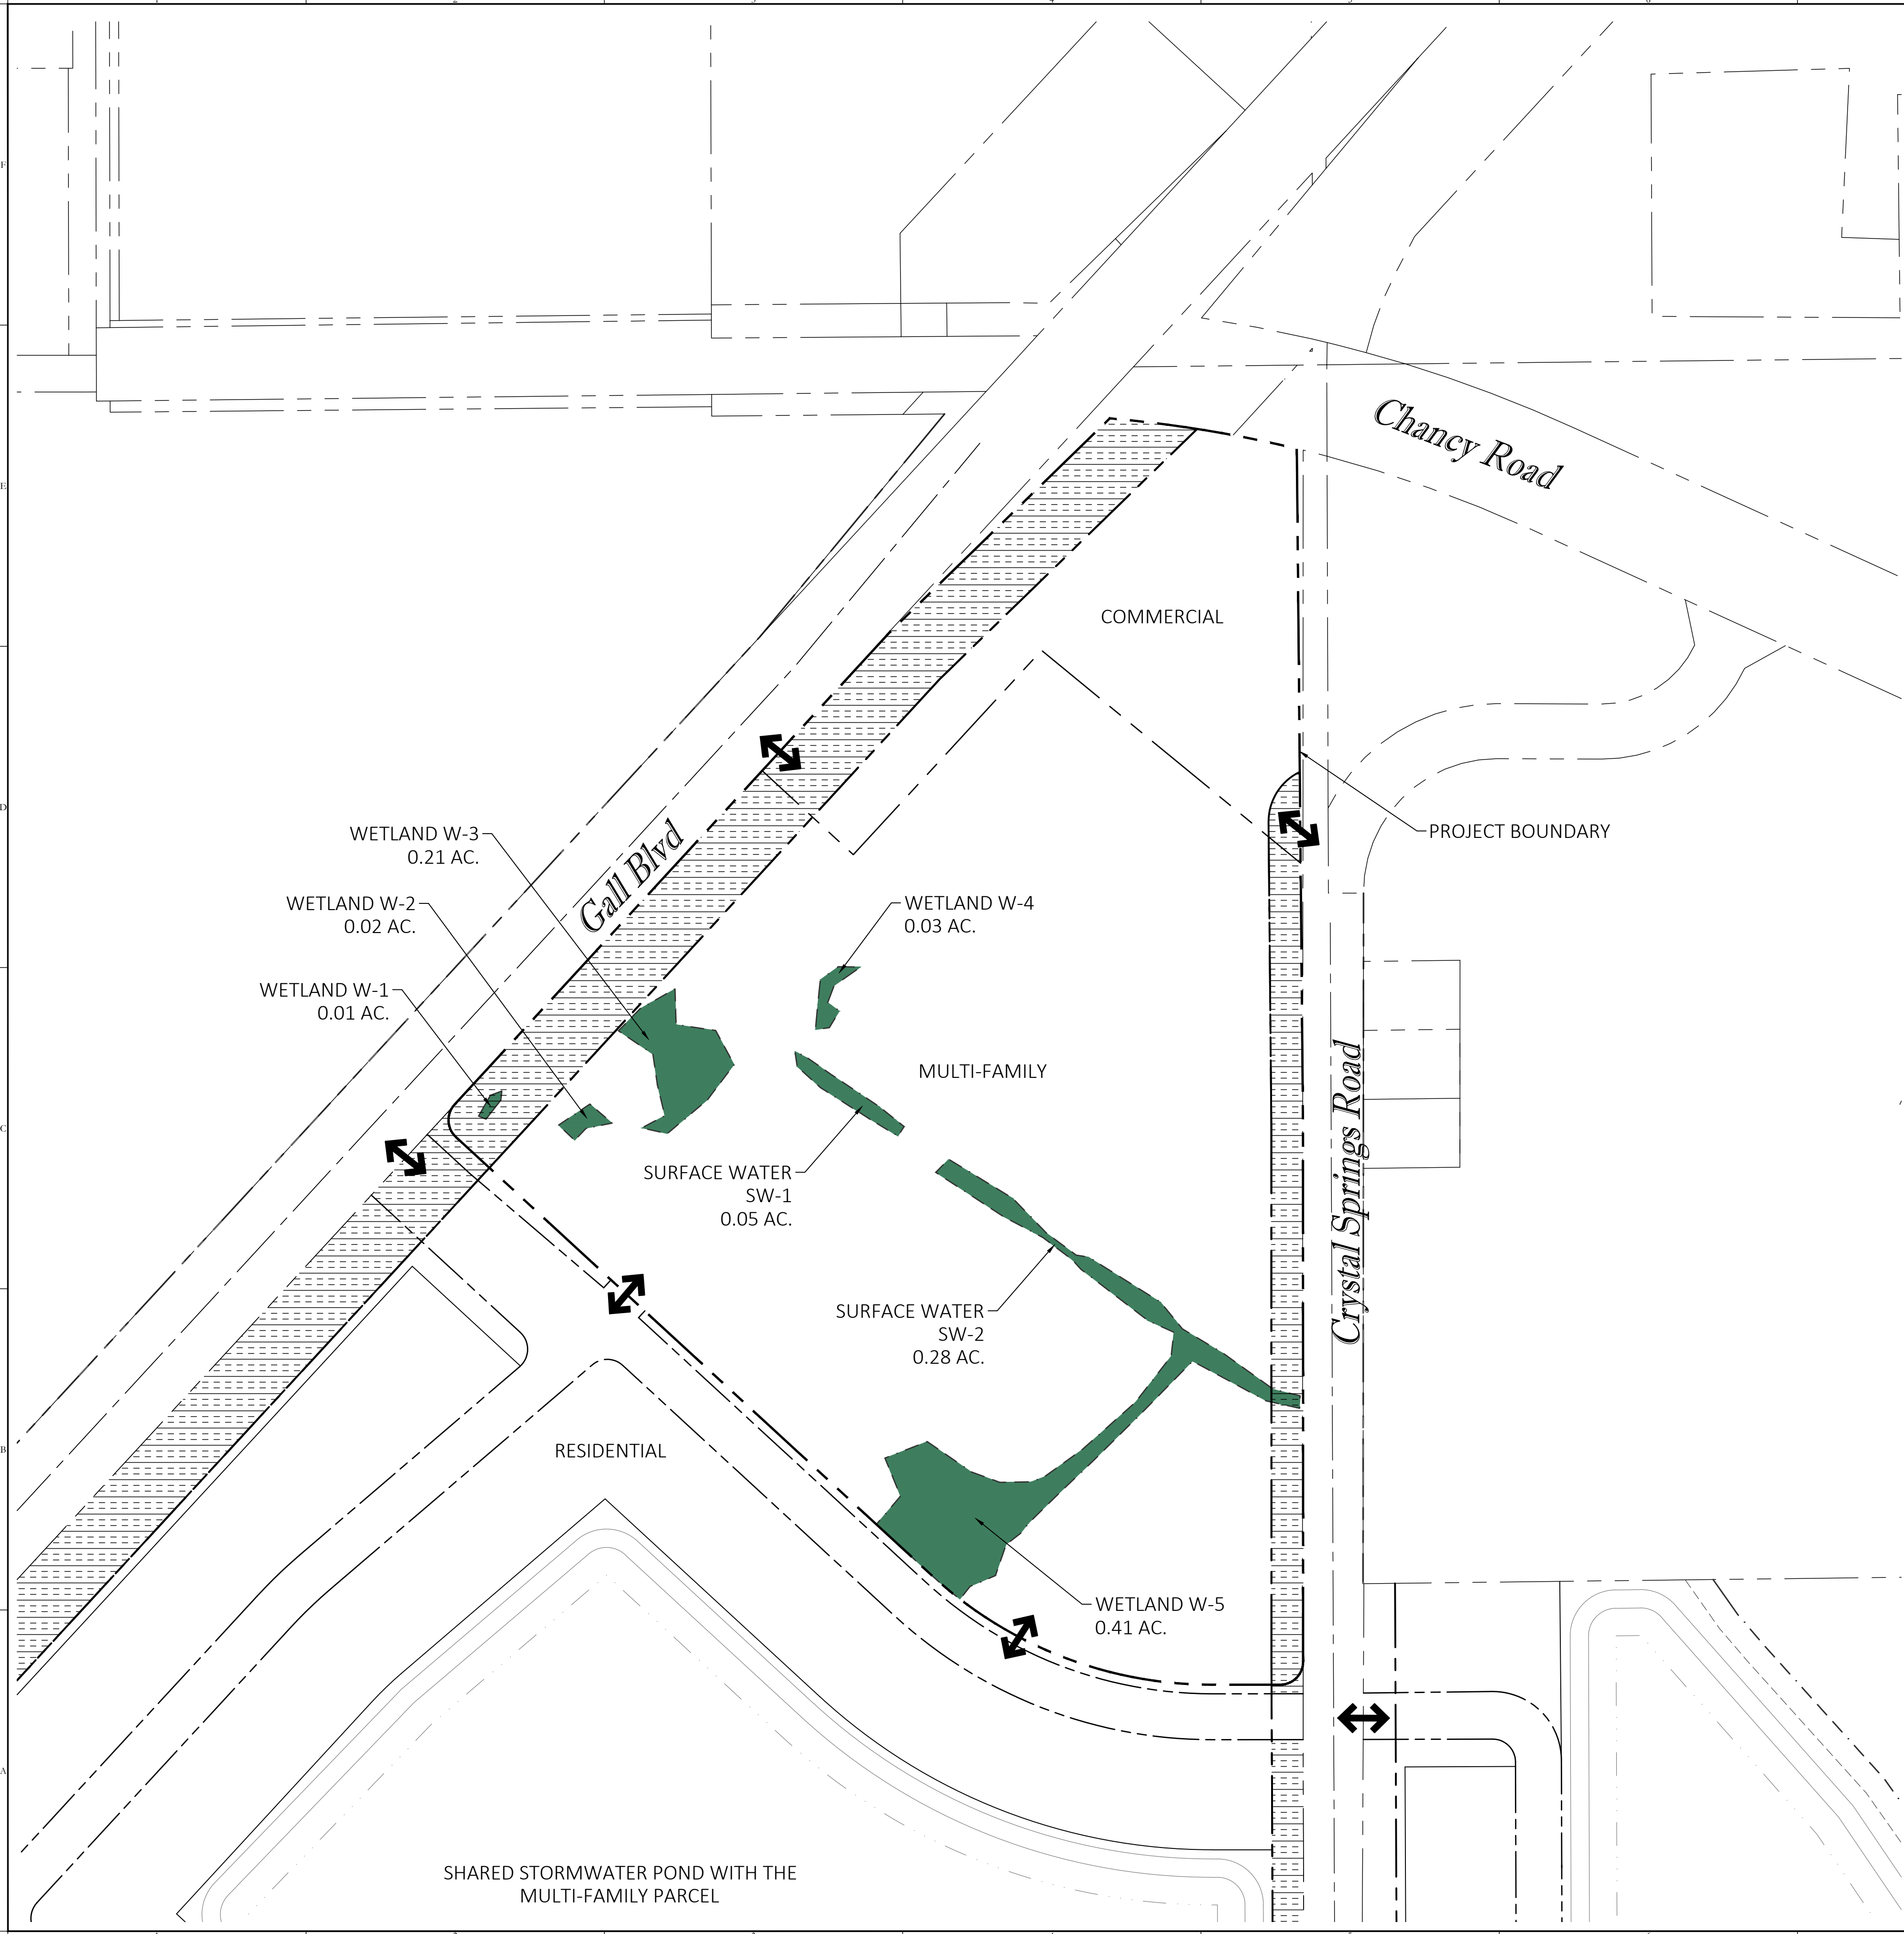 Chancy Road
COMMERCIAL
PROJECT BOUNDARY
Gall Blvd
WETLAND W-3
0.21 AC.
WETLAND W-2
0.02 AC.
WETLAND W-1
0.01 AC.
WETLAND W-4
0.03 AC.
MULTI-FAMILY
SURFACE WATER
SW-1
0.05 AC.
Crystal Springs Road
SURFACE WATER
SW-2
0.28 AC.
RESIDENTIAL
WETLAND W-5
0.41 AC.
SHARED STORMWATER POND WITH THE
MULTI-FAMILY PARCEL
F
E
D
C
B
A